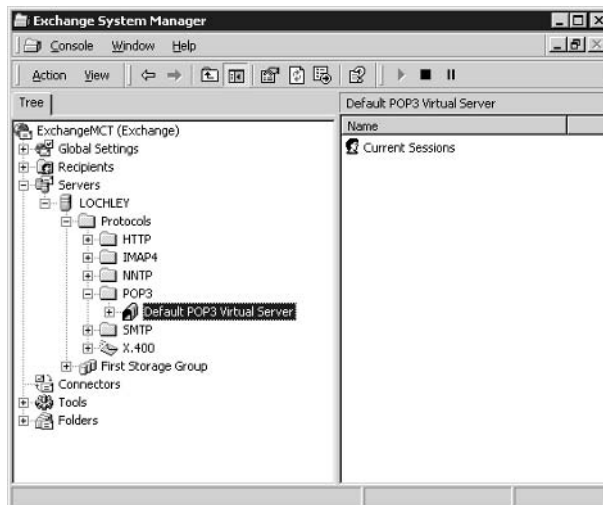 Exchange System Manager
Console Window Help
Action View
Tree
Default POP3 Virtual Server
ExchangeMCT (Exchange)
Global Settings
Recipients
Servers
LOCHLEY
Protocols
HTTP
IMAP4
NNTP
POP3
Default POP3 Virtual Server
SMTP
X.400
First Storage Group
Connectors
Tools
Folders
Name
Current Sessions